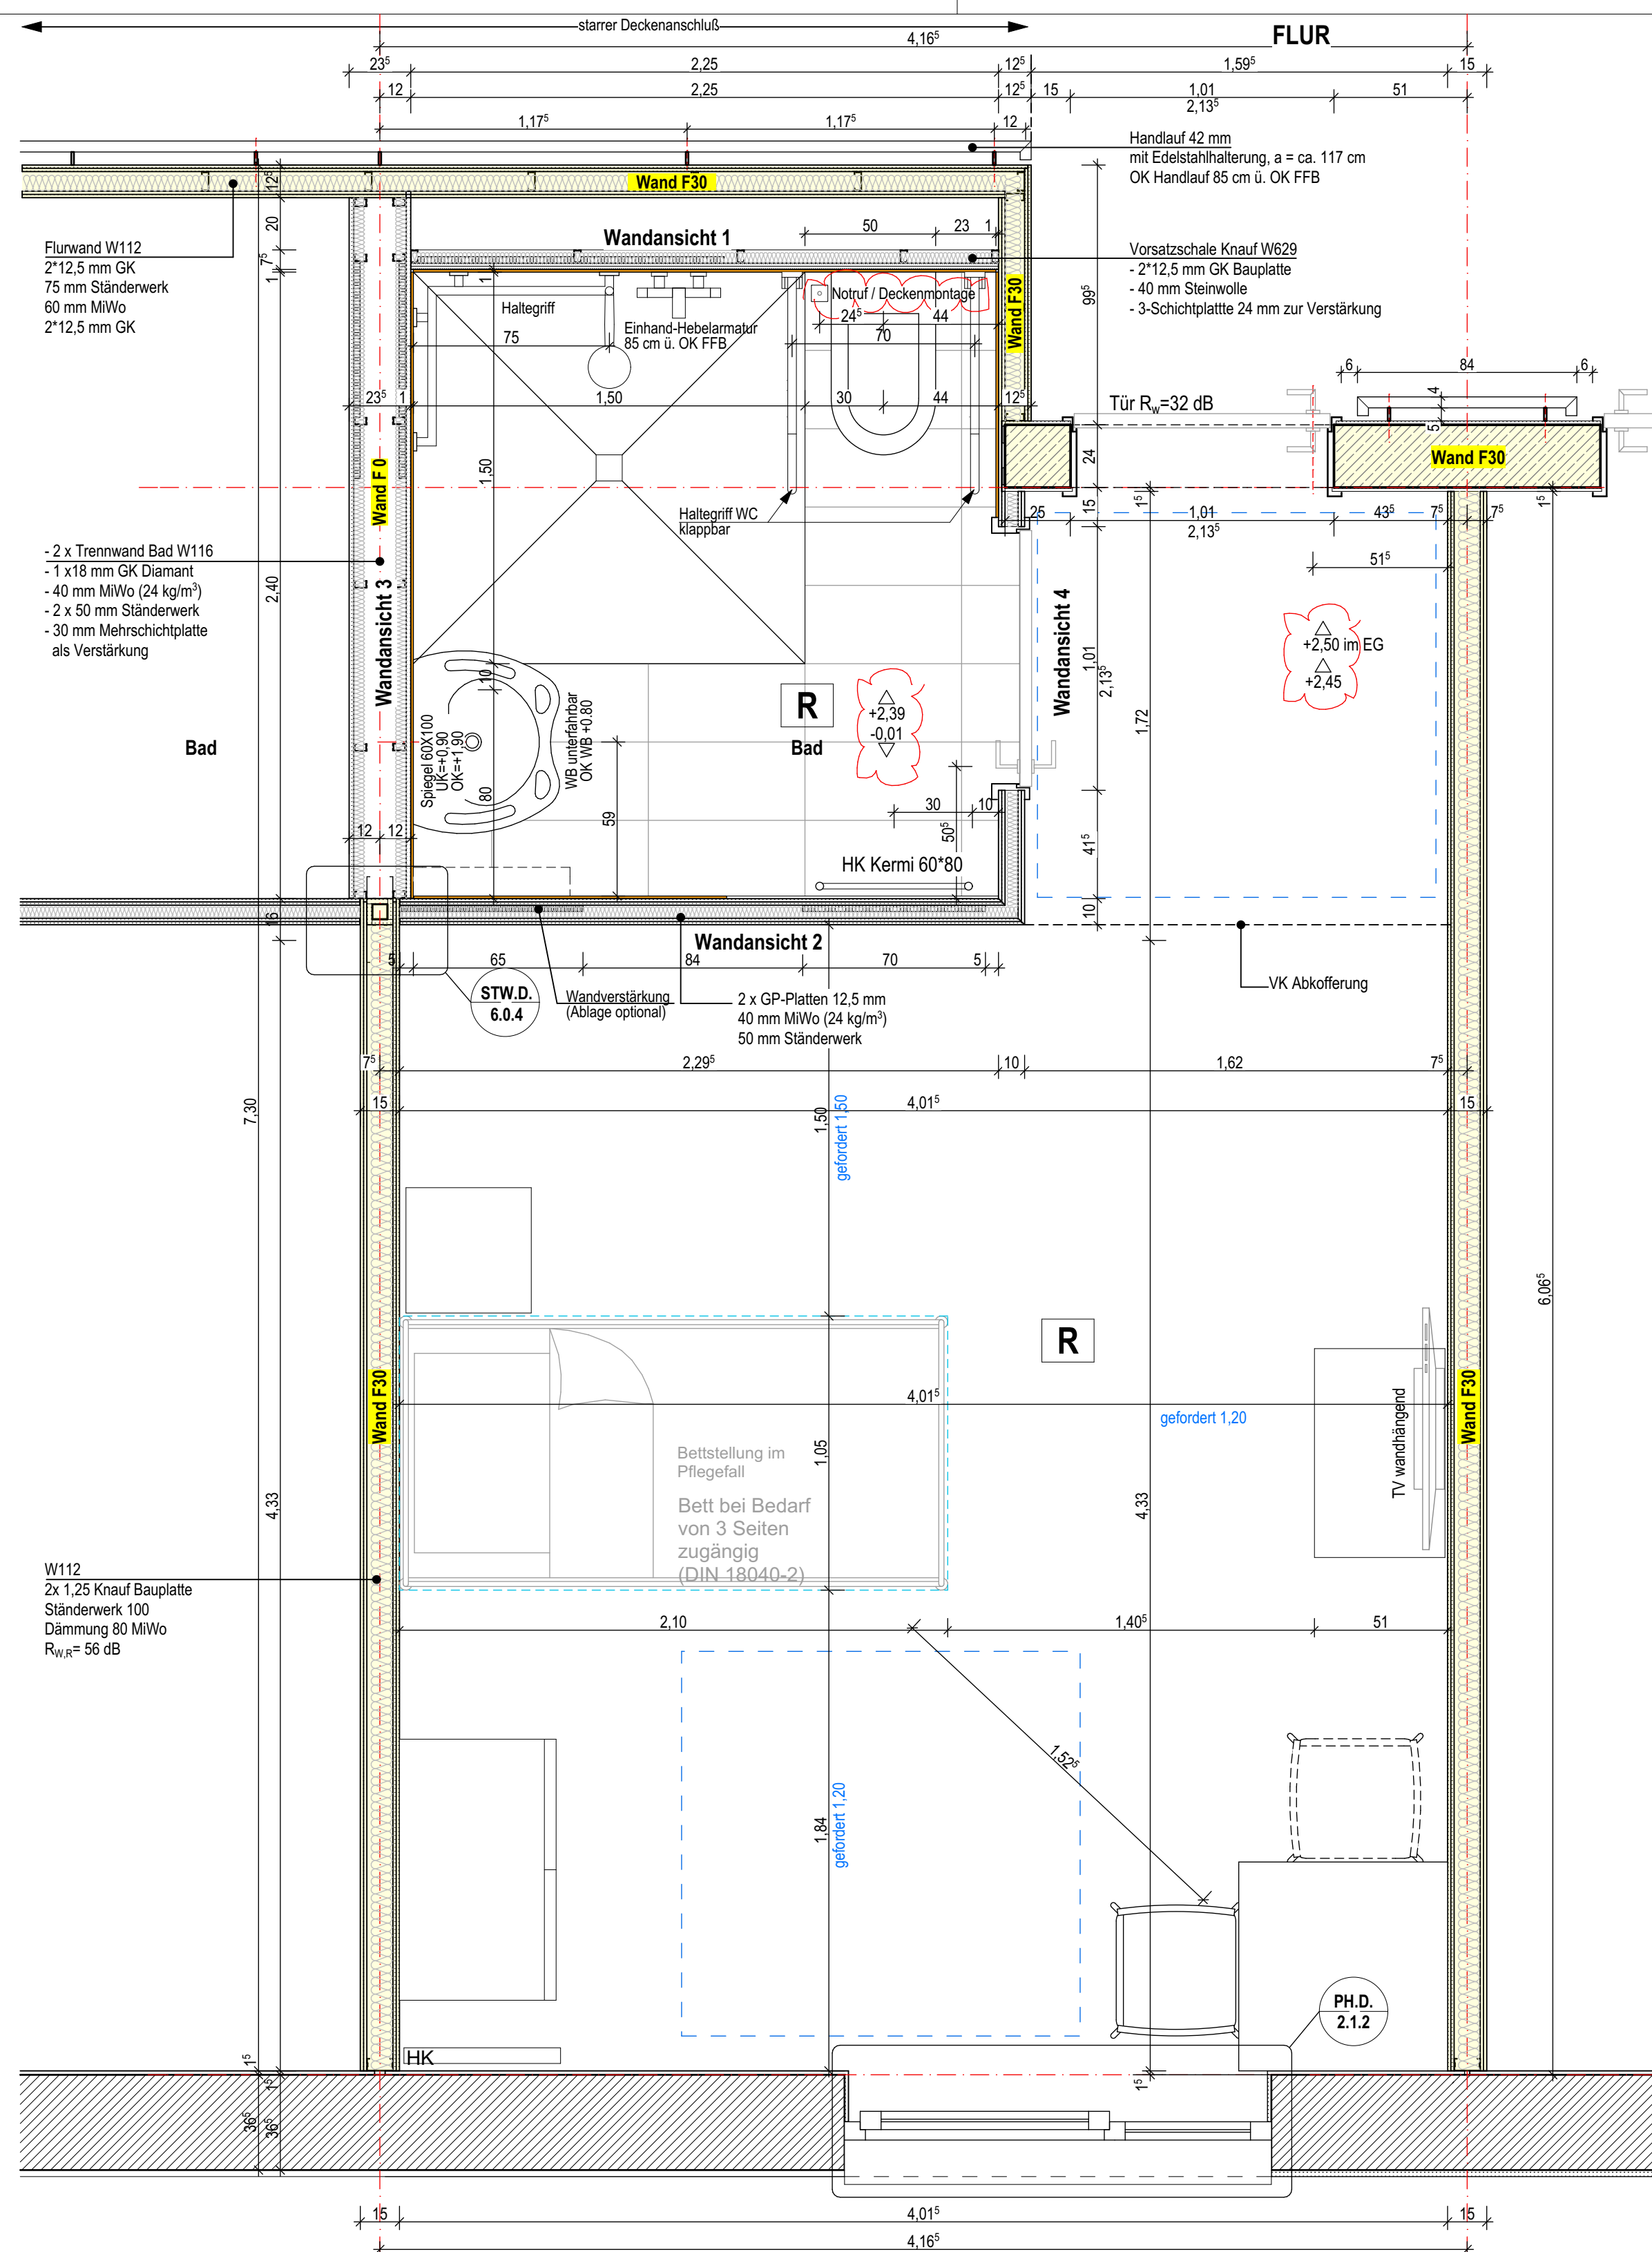 starrer Deckenanschluß
FLUR
4,16⁵
23⁵
2,25
12⁵
1,59⁵
15
12
2,25
12⁵
15
1,01
2,13⁵
51
1,17⁵
1,17⁵
12
Handlauf 42 mm
mit Edelstahlhalterung, a = ca. 117 cm
OK Handlauf 85 cm ü. OK FFB
Wand F30
12⁵
20
7⁵
1
Flurwand W112
2*12,5 mm GK
75 mm Ständerwerk
60 mm MiWo
2*12,5 mm GK
Wandansicht 1
50
23
1
Vorsatzschale Knauf W629
- 2*12,5 mm GK Bauplatte
- 40 mm Steinwolle
- 3-Schichtplattte 24 mm zur Verstärkung
Wand F30
99⁵
1
Haltegriff
Notruf / Deckenmontage
Einhand-Hebelarmatur
85 cm ü. OK FFB
75
24⁵
44
70
6
84
6
4
5
23⁵
1
1,50
30
44
12⁵
Tür Rw=32 dB
Wand F30
24
1,50
Wand F 0
Haltegriff WC
klappbar
15
1⁵
1⁵
25
1,01
2,13⁵
43⁵
7⁵
7⁵
51⁵
- 2 x Trennwand Bad W116
- 1 x18 mm GK Diamant
- 40 mm MiWo (24 kg/m³)
- 2 x 50 mm Ständerwerk
- 30 mm Mehrschichtplatte
als Verstärkung
2,40
Wandansicht 3
Wandansicht 4
1,01
2,13⁵
1,72
+2,50 im EG
+2,45
10
R
+2,39
-0,01
Bad
Bad
Spiegel 60X100
UK=+0,90
OK=+1,90
WB unterfahrbar
OK WB +0.80
80
59
30
10
50⁵
41⁵
12
12
HK Kermi 60*80
16
10
Wandansicht 2
5
65
84
70
5
STW.D.
6.0.4
Wandverstärkung
(Ablage optional)
2 x GP-Platten 12,5 mm
40 mm MiWo (24 kg/m³)
50 mm Ständerwerk
VK Abkofferung
7⁵
2,29⁵
10
1,62
7⁵
15
4,01⁵
15
7,30
1,50
gefordert 1,50
6,06⁵
R
Wand F30
4,01⁵
gefordert 1,20
TV wandhängend
Wand F30
Bettstellung im
Pflegefall
Bett bei Bedarf
von 3 Seiten
zugängig
(DIN 18040-2)
1,05
4,33
4,33
W112
2x 1,25 Knauf Bauplatte
Ständerwerk 100
Dämmung 80 MiWo
RW,R= 56 dB
2,10
1,40⁵
51
1,52⁵
1,84
gefordert 1,20
PH.D.
2.1.2
HK
1⁵
1⁵
1⁵
36⁵
36⁵
15
4,01⁵
15
4,16⁵